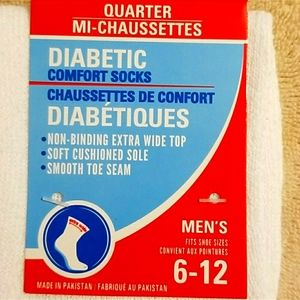 QUARTER
MI-CHAUSSETTES
DIABETIC
COMFORT SOCKS
CHAUSSETTES DE CONFORT
DIABÉTIQUES
•NON-BINDING EXTRA WIDE TOP
•SOFT CUSHIONED SOLE
•SMOOTH TOE SEAM
MEN'S
FITS SHOE SIZES
CONVIENT AUX POINTURES
6-12
MADE IN PAKISTAN / FABRIQUÉ AU PAKISTAN